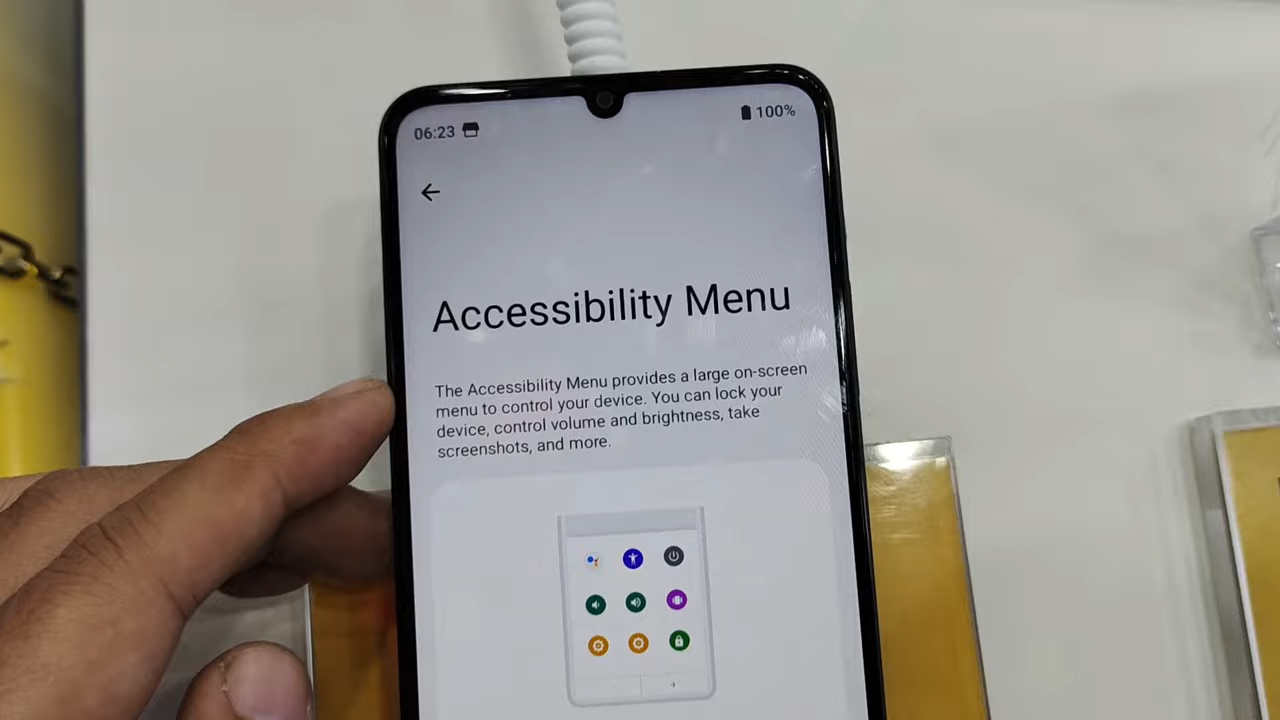 06:23
100%
Accessibility Menu
The Accessibility Menu provides a large on-screen
menu to control your device. You can lock your
device, control volume and brightness, take
screenshots, and more.